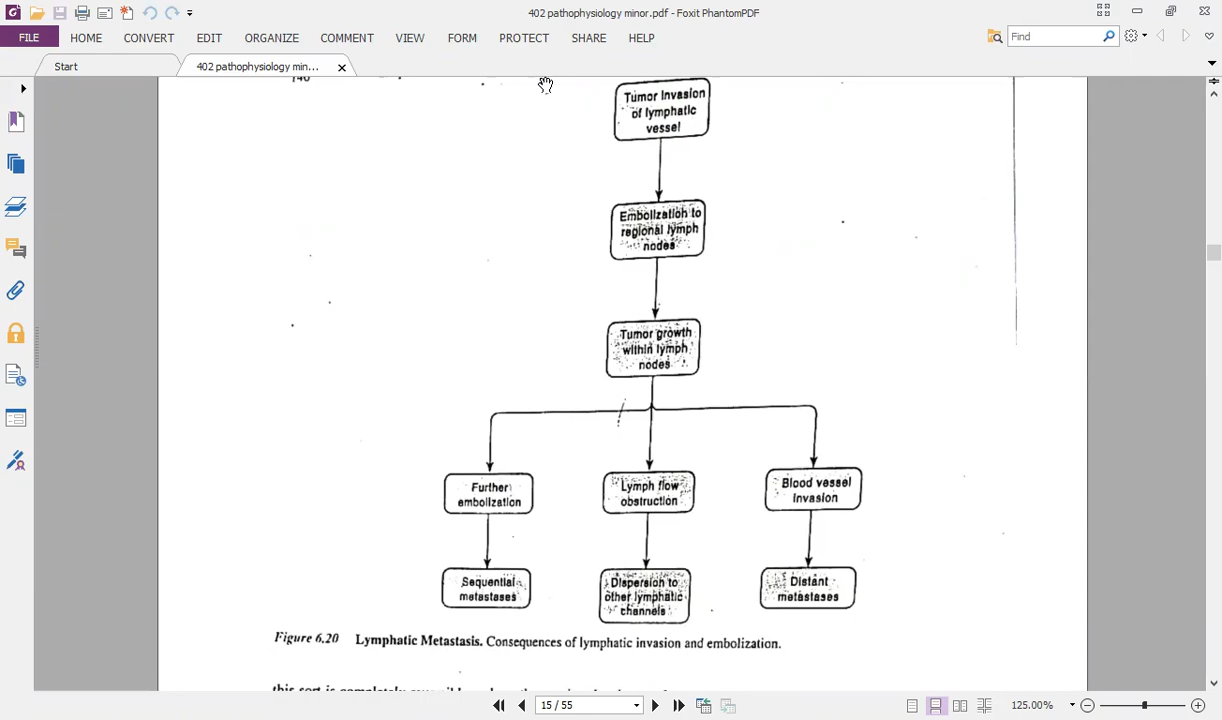 402 pathophysiology minor.pdf - Foxit PhantomPDF
FILE HOME CONVERT EDIT ORGANIZE COMMENT VIEW FORM PROTECT SHARE HELP Find
Start 402 pathophysiology min...
Tumor Invasion
of lymphatic
vessel
Embolization to
regional lymph
nodes
Tumor growth
within lymph
nodes
Further
embolization
Lymph flow
obstruction
Blood vessel
invasion
Sequential
metastases
Dispersion to
other lymphatic
channels
Distant
metastases
Figure 6.20 Lymphatic Metastasis. Consequences of lymphatic invasion and embolization.
15 / 55 125.00%